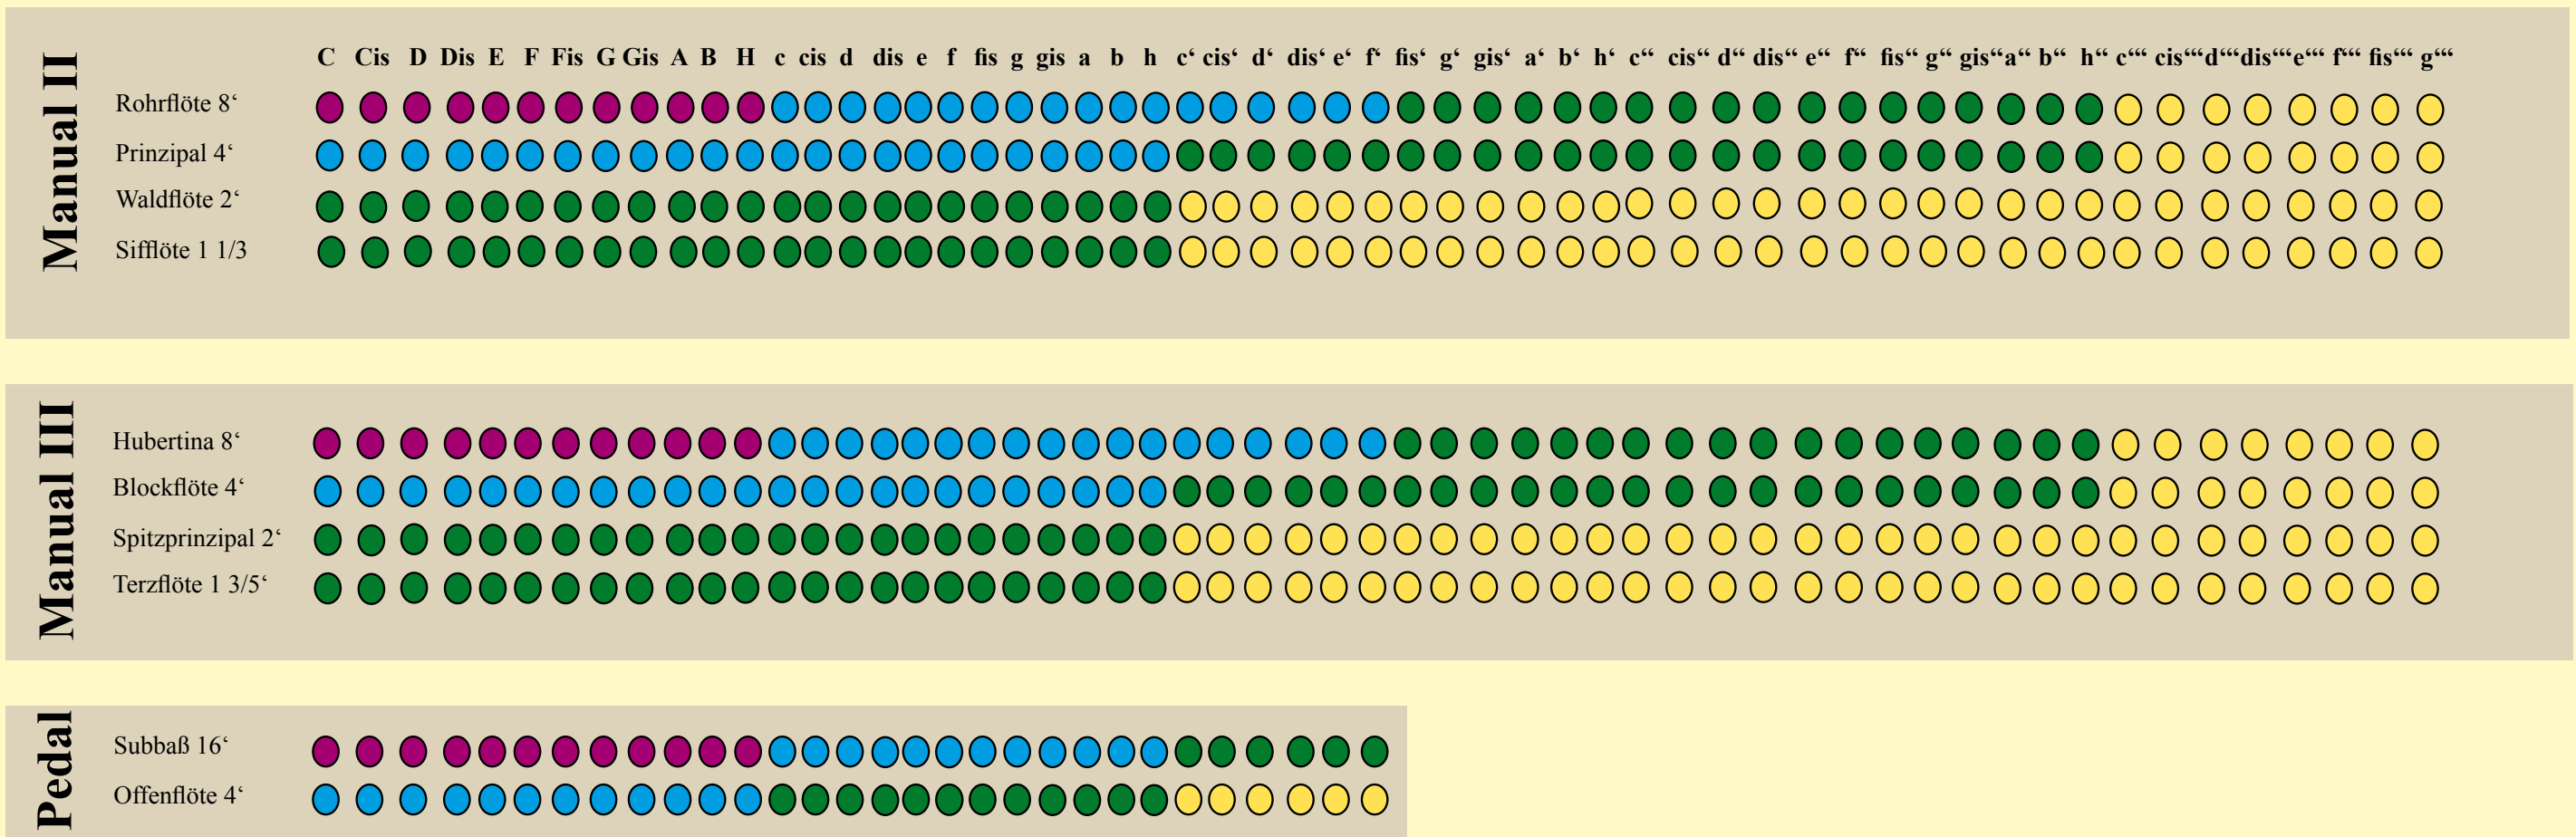 Manual II
C Cis D Dis E F Fis G Gis A B H c cis d dis e f fis g gis a b h c‘ cis‘ d‘ dis‘ e‘ f‘ fis‘ g‘ gis‘ a‘ b‘ h‘ c“ cis“ d“ dis“ e“ f“ fis“ g“ gis“ a“ b“ h“ c“‘ cis“‘ d“‘ dis“‘ e“‘ f“‘ fis“‘ g“‘
Rohrflöte 8‘
Prinzipal 4‘
Waldflöte 2‘
Sifflöte 1 1/3
Manual III
Hubertina 8‘
Blockflöte 4‘
Spitzprinzipal 2‘
Terzflöte 1 3/5‘
Pedal
Subbaß 16‘
Offenflöte 4‘